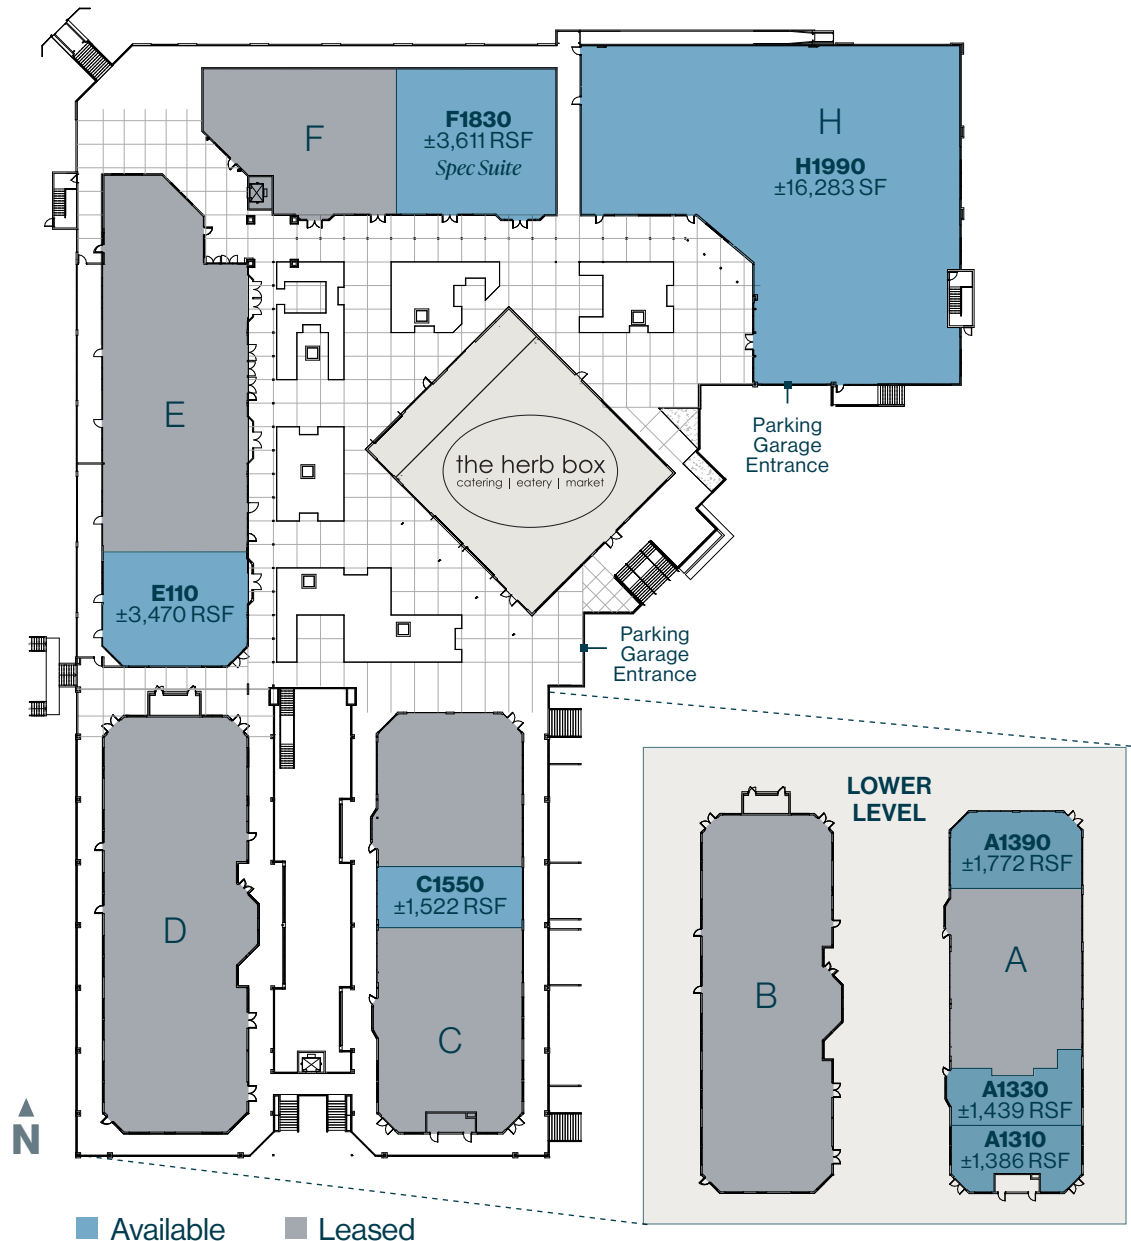 F
F1830
±3,611 RSF
Spec Suite
H
H1990
±16,283 SF
E
Parking
Garage
Entrance
the herb box
catering | eatery | market
E110
±3,470 RSF
Parking
Garage
Entrance
LOWER
LEVEL
A1390
±1,772 RSF
C1550
±1,522 RSF
D
A
B
C
A1330
±1,439 RSF
A1310
±1,386 RSF
N
Available
Leased